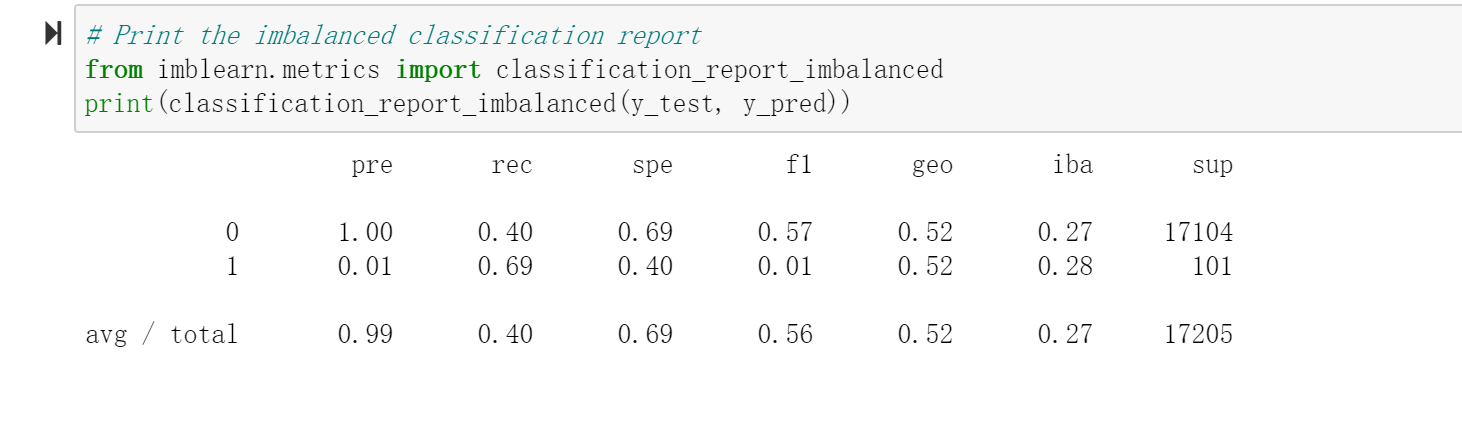 # Print the imbalanced classification report
from imblearn.metrics import classification_report_imbalanced
print(classification_report_imbalanced(y_test, y_pred))
pre rec spe f1 geo iba sup
0 1.00 0.40 0.69 0.57 0.52 0.27 17104
1 0.01 0.69 0.40 0.01 0.52 0.28 101
avg / total 0.99 0.40 0.69 0.56 0.52 0.27 17205